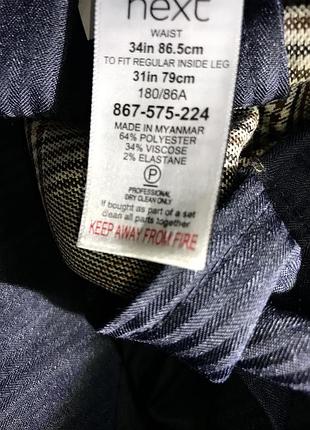 next
WAIST
34in 86.5cm
TO FIT REGULAR INSIDE LEG
31in 79cm
180/86A
867-575-224
MADE IN MYANMAR
64% POLYESTER
34% VISCOSE
2% ELASTANE
P
PROFESSIONAL
DRY CLEAN ONLY
If bought as part of a set
clean all parts together
KEEP AWAY FROM FIRE